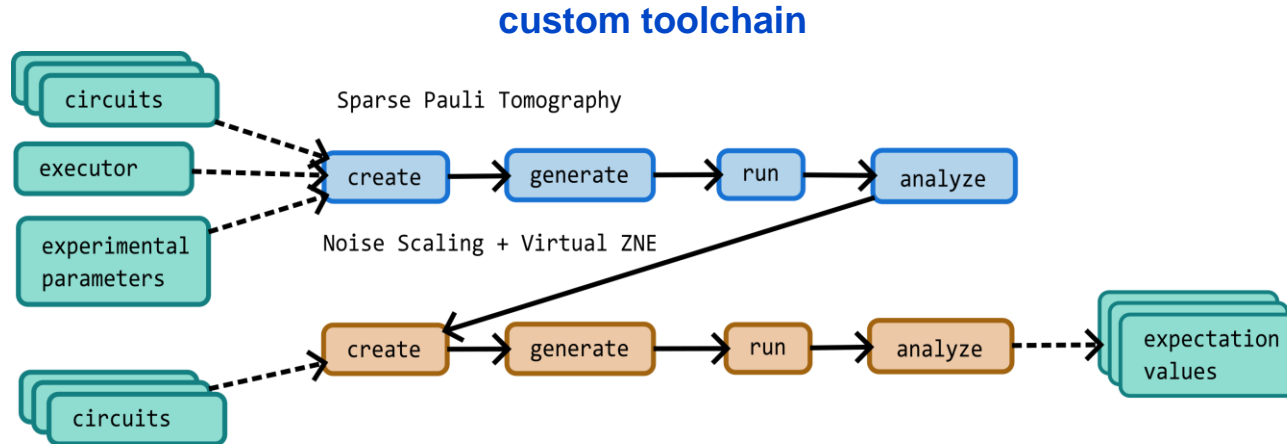 custom toolchain
circuits
Sparse Pauli Tomography
executor
create
generate
run
analyze
experimental
parameters
Noise Scaling + Virtual ZNE
create
generate
run
analyze
expectation
values
circuits